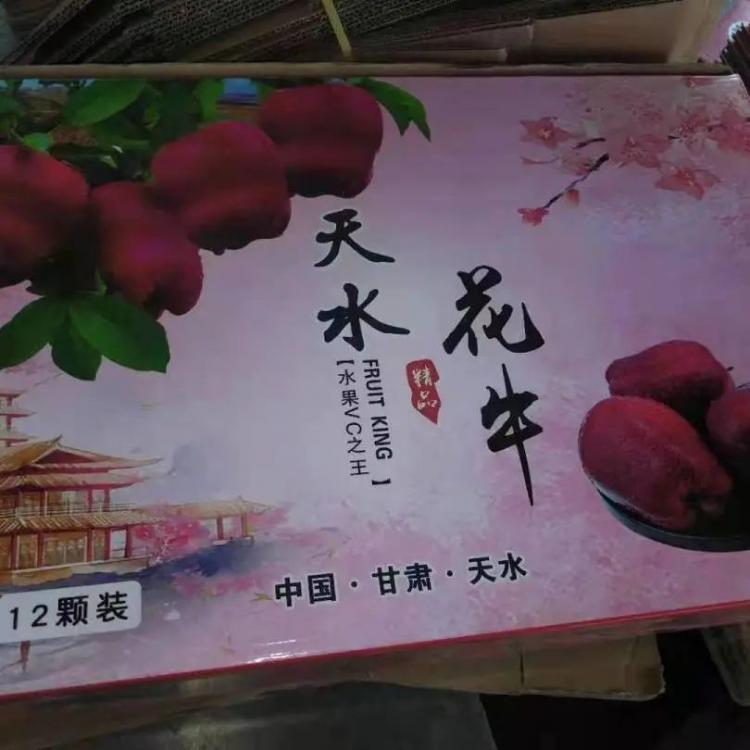 天水
花牛
精品
FRUIT KING
【水果VC之王】
中国·甘肃·天水
12颗装